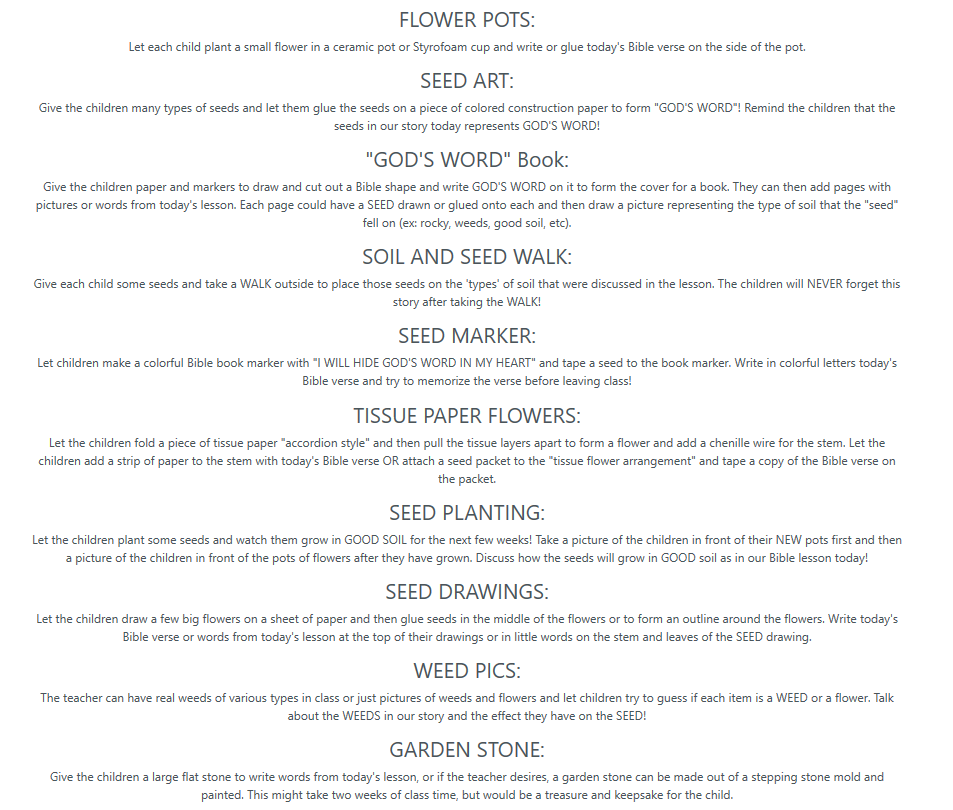 FLOWER POTS:
Let each child plant a small flower in a ceramic pot or Styrofoam cup and write or glue today's Bible verse on the side of the pot.
SEED ART:
Give the children many types of seeds and let them glue the seeds on a piece of colored construction paper to form "GOD'S WORD"! Remind the children that the
seeds in our story today represents GOD'S WORD!
"GOD'S WORD" Book:
Give the children paper and markers to draw and cut out a Bible shape and write GOD'S WORD on it to form the cover for a book. They can then add pages with
pictures or words from today's lesson. Each page could have a SEED drawn or glued onto each and then draw a picture representing the type of soil that the "seed"
fell on (ex: rocky, weeds, good soil, etc).
SOIL AND SEED WALK:
Give each child some seeds and take a WALK outside to place those seeds on the 'types' of soil that were discussed in the lesson. The children will NEVER forget this
story after taking the WALK!
SEED MARKER:
Let children make a colorful Bible book marker with "I WILL HIDE GOD'S WORD IN MY HEART" and tape a seed to the book marker. Write in colorful letters today's
Bible verse and try to memorize the verse before leaving class!
TISSUE PAPER FLOWERS:
Let the children fold a piece of tissue paper "accordion style" and then pull the tissue layers apart to form a flower and add a chenille wire for the stem. Let the
children add a strip of paper to the stem with today's Bible verse OR attach a seed packet to the "tissue flower arrangement" and tape a copy of the Bible verse on
the packet.
SEED PLANTING:
Let the children plant some seeds and watch them grow in GOOD SOIL for the next few weeks! Take a picture of the children in front of their NEW pots first and then
a picture of the children in front of the pots of flowers after they have grown. Discuss how the seeds will grow in GOOD soil as in our Bible lesson today!
SEED DRAWINGS:
Let the children draw a few big flowers on a sheet of paper and then glue seeds in the middle of the flowers or to form an outline around the flowers. Write today's
Bible verse or words from today's lesson at the top of their drawings or in little words on the stem and leaves of the SEED drawing.
WEED PICS:
The teacher can have real weeds of various types in class or just pictures of weeds and flowers and let children try to guess if each item is a WEED or a flower. Talk
about the WEEDS in our story and the effect they have on the SEED!
GARDEN STONE:
Give the children a large flat stone to write words from today's lesson, or if the teacher desires, a garden stone can be made out of a stepping stone mold and
painted. This might take two weeks of class time, but would be a treasure and keepsake for the child.